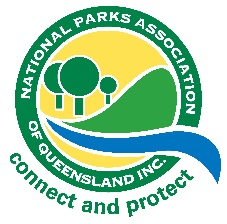 NATIONAL PARKS ASSOCIATION
OF QUEENSLAND INC.
connect and protect